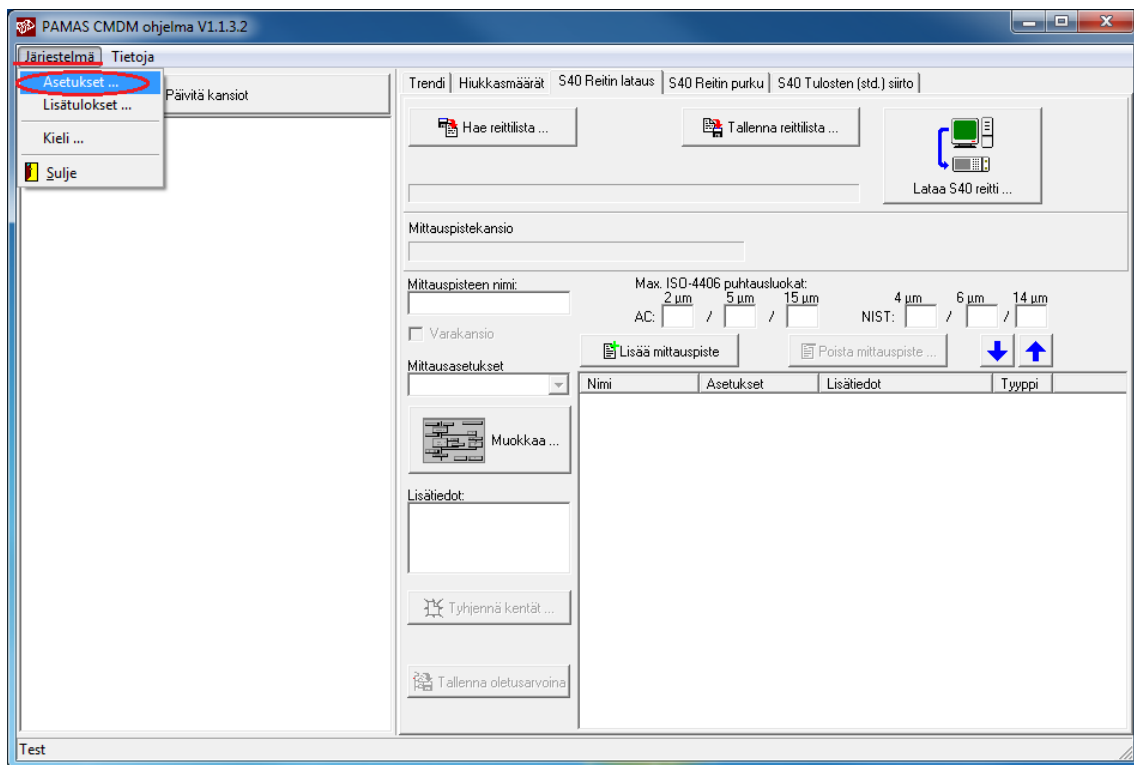 PAMAS CMDM ohjelma V1.1.3.2
Järjestelmä Tietoja
Asetukset ...
Lisätulokset ...
Kieli ...
Sulje
Päivitä kansiot
Trendi Hiukkasmäärät S40 Reitin lataus S40 Reitin purku S40 Tulosten (std.) siirto
Hae reittilista ... Tallenna reittilista ...
Lataa S40 reitti ...
Mittauspistekansio
Mittauspisteen nimi: Max. ISO-4406 puhtausluokat:
2 µm 5 µm 15 µm 4 µm 6 µm 14 µm
AC: / / NIST: / /
Varakansio
Lisää mittauspiste Poista mittauspiste ...
Mittausasetukset
Nimi Asetukset Lisätiedot Tyyppi
Muokkaa ...
Lisätiedot:
Tyhjennä kentät ...
Tallenna oletusarvoina
Test